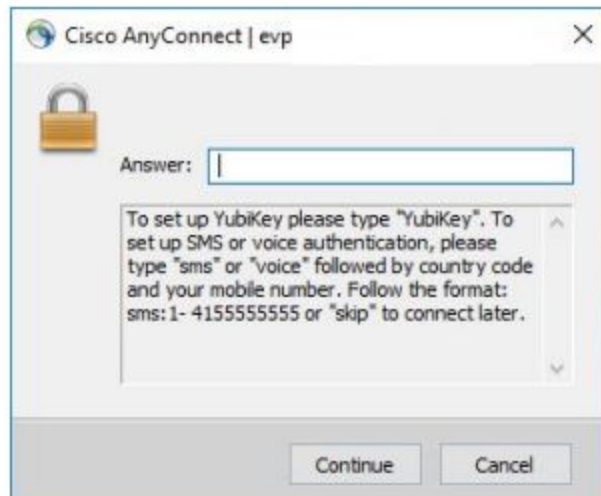 Cisco AnyConnect | evp
Answer:
To set up YubiKey please type "YubiKey". To
set up SMS or voice authentication, please
type "sms" or "voice" followed by country code
and your mobile number. Follow the format:
sms:1- 4155555555 or "skip" to connect later.
Continue
Cancel